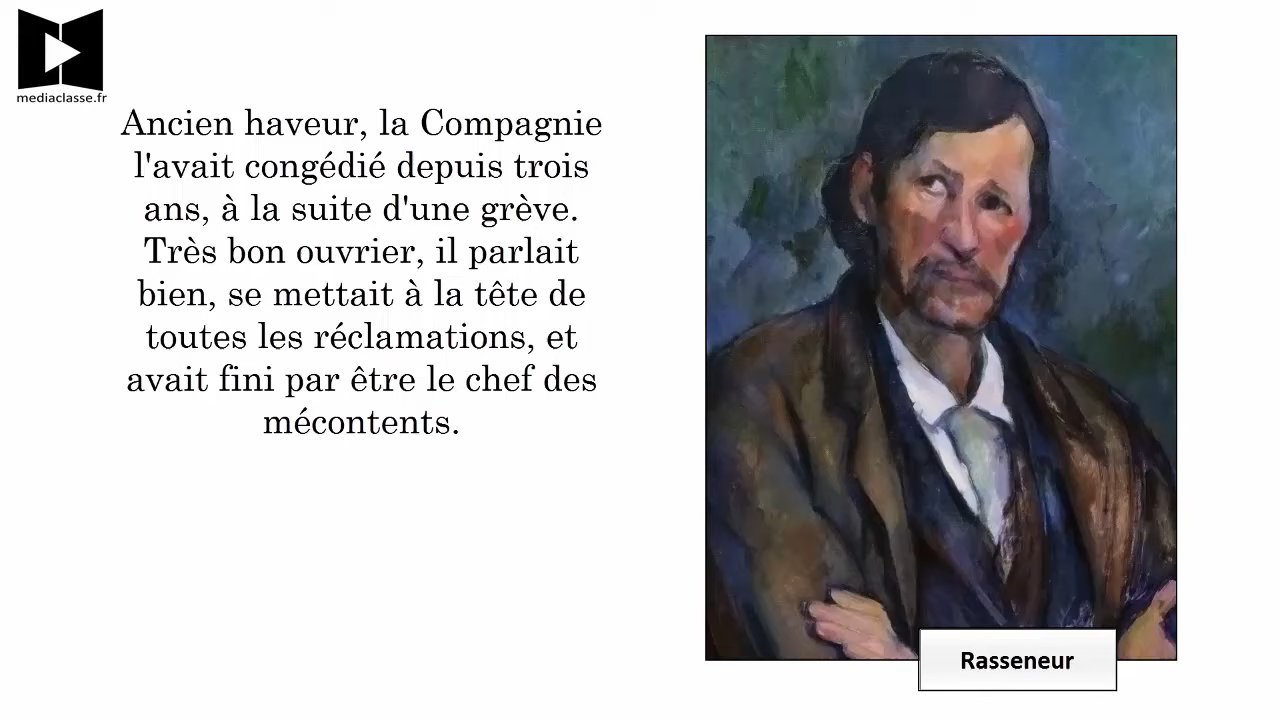 mediaclasse.fr
Ancien haveur, la Compagnie
l'avait congédié depuis trois
ans, à la suite d'une grève.
Très bon ouvrier, il parlait
bien, se mettait à la tête de
toutes les réclamations, et
avait fini par être le chef des
mécontents.
Rasseneur